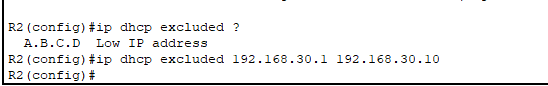 R2(config)#ip dhcp excluded ?
  A.B.C.D  Low IP address
R2(config)#ip dhcp excluded 192.168.30.1 192.168.30.10
R2(config)#